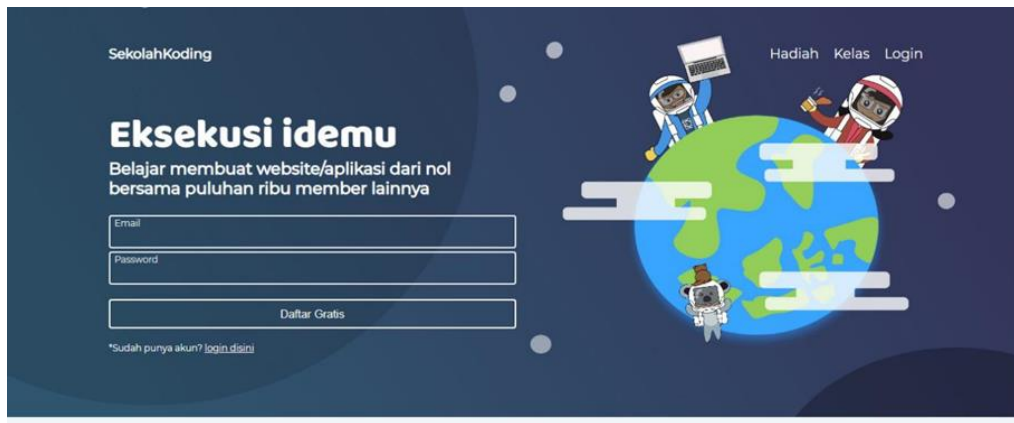 SekolahKoding
Hadiah Kelas Login
Eksekusi idemu
Belajar membuat website/aplikasi dari nol
bersama puluhan ribu member lainnya
Email
Password
Daftar Gratis
*Sudah punya akun? login disini